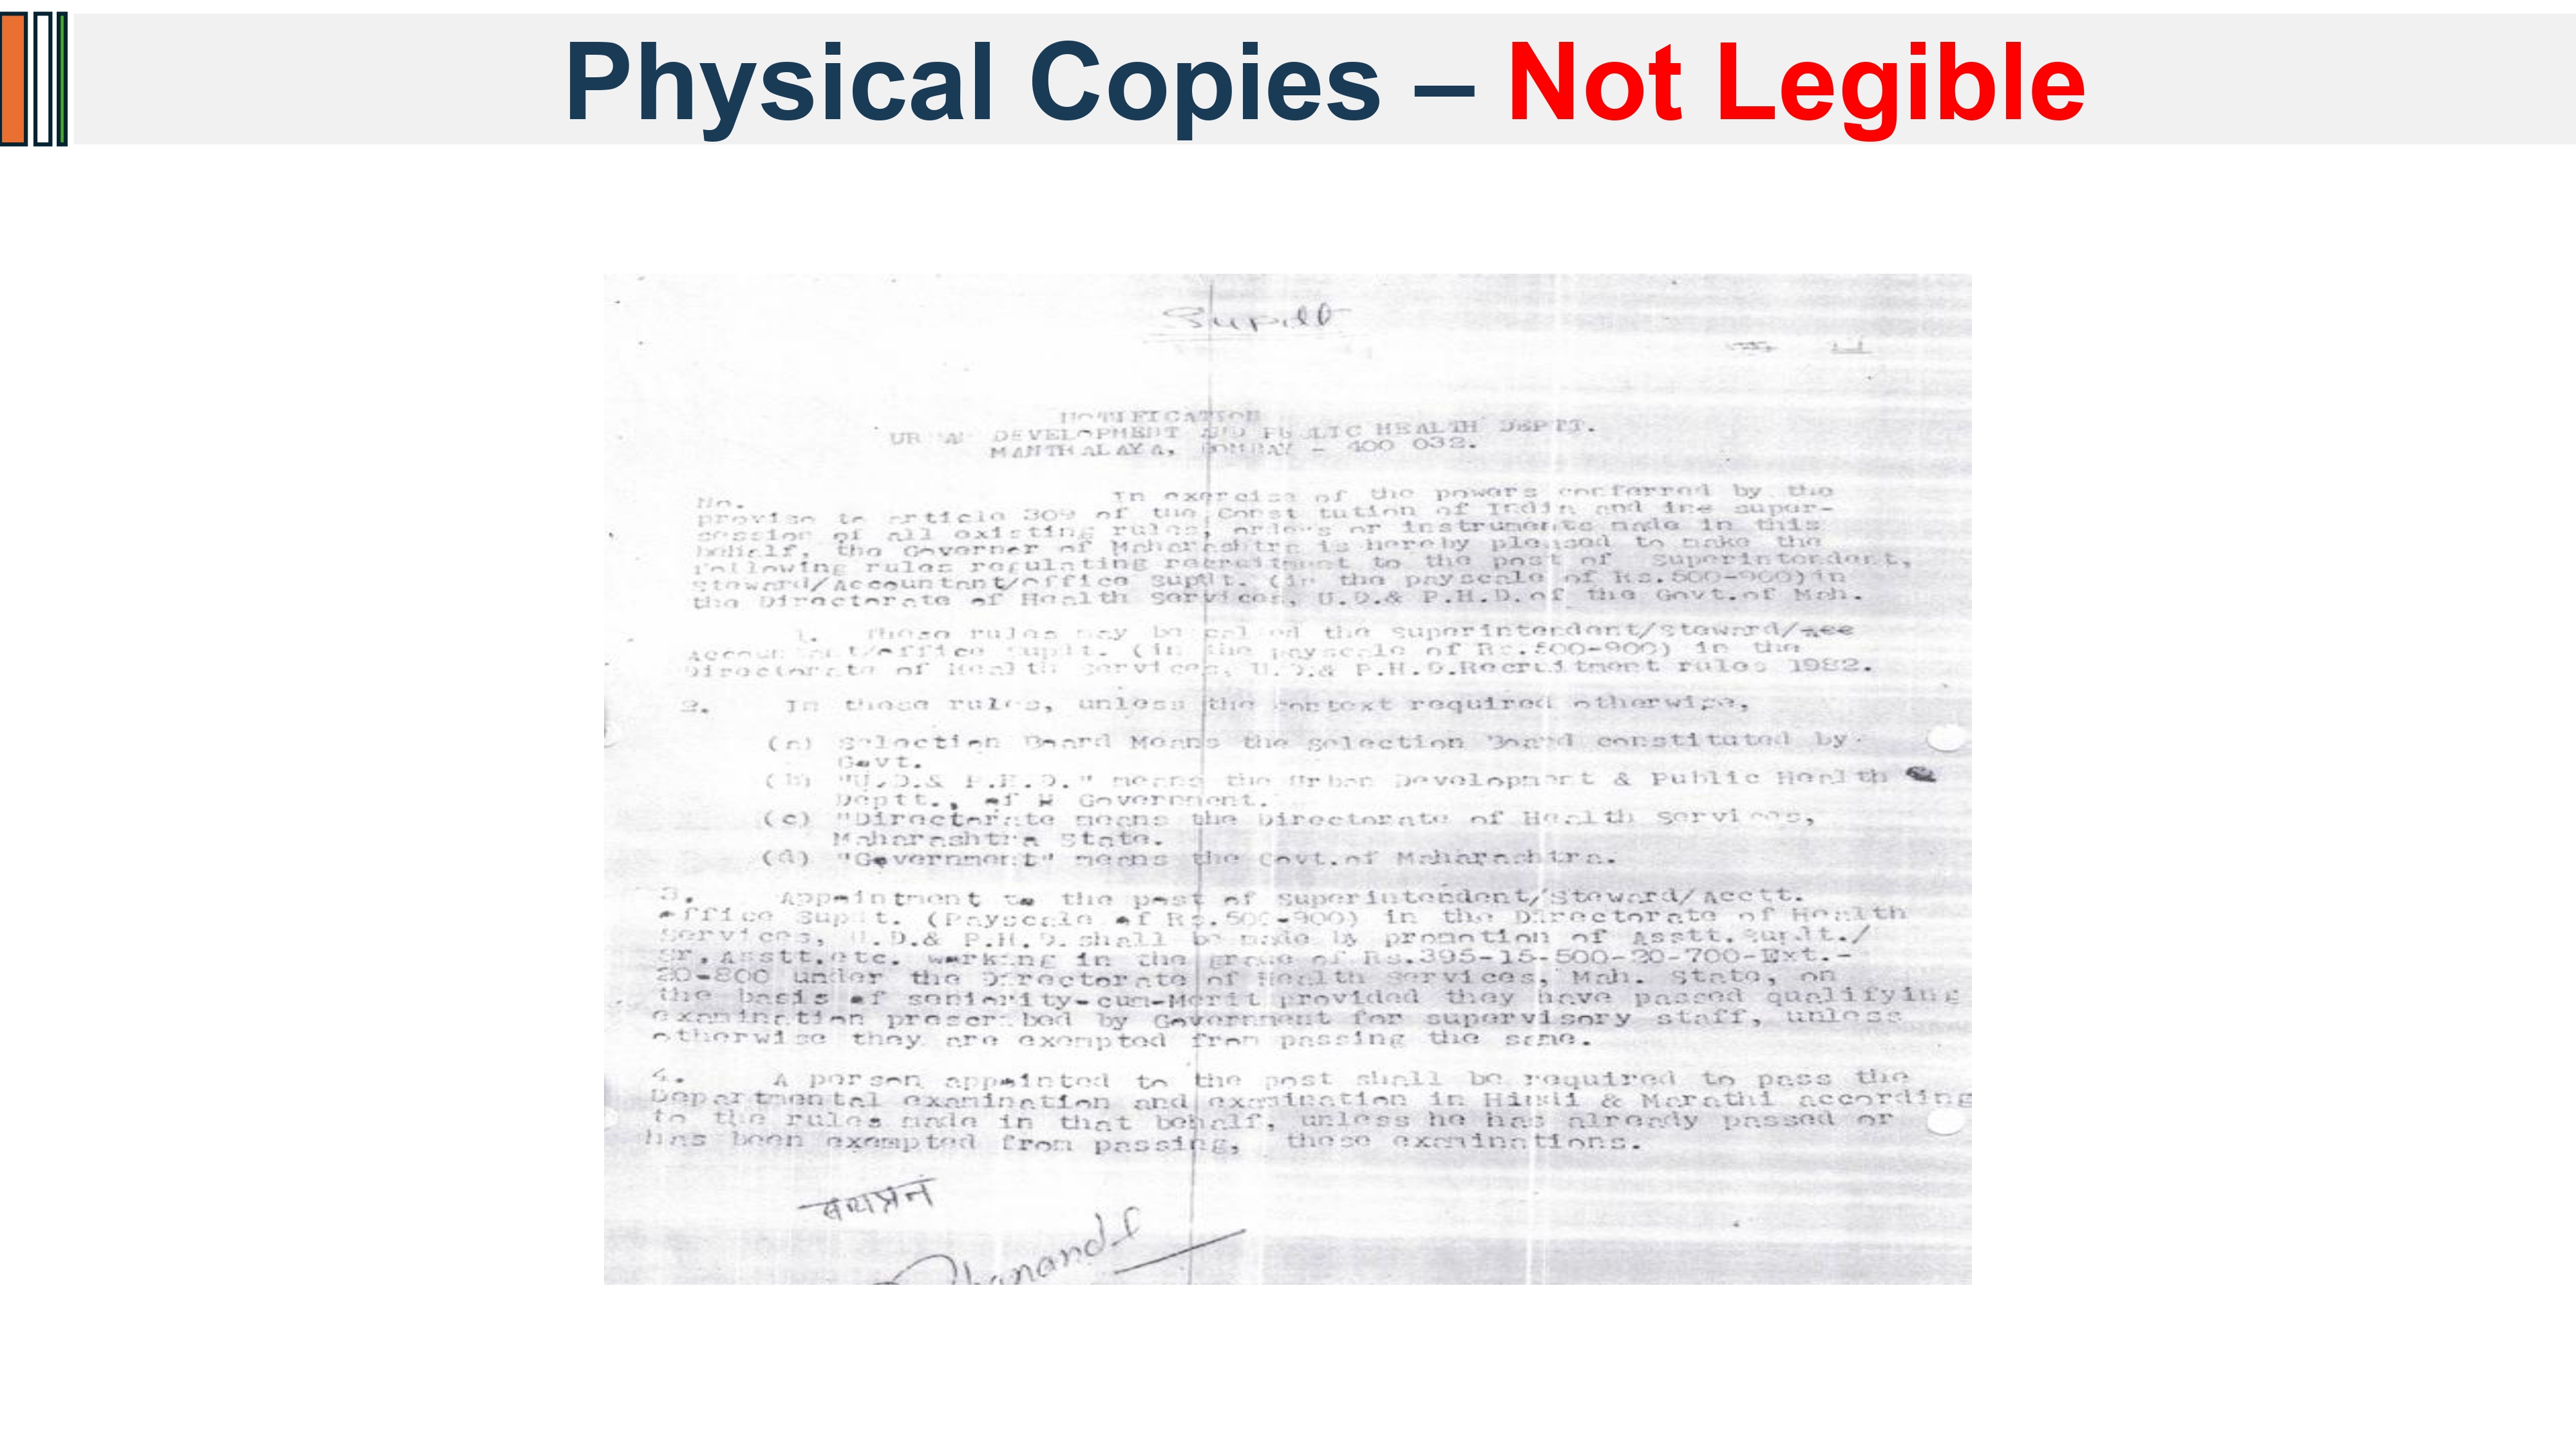 Physical Copies – Not Legible
Supdt
NOTIFICATION
URBAN DEVELOPMENT AND PUBLIC HEALTH DEPTT.
MANTHALAYA, BOMBAY - 400 032.
No. In exercise of the powers conferred by the
proviso to article 309 of the Constitution of India and in super-
session of all existing rules, orders or instruments made in this
behalf, the Governor of Maharashtra is hereby pleased to make the
following rules regulating recruitment to the post of Superintendent,
Steward/Accountant/office Supdt. (in the payscale of Rs.500-900)in
the Directorate of Health Services, U.D.& P.H.D.of the Govt.of Mah.
1. These rules may be called the Superintendent/Steward/
Accountant/office Supdt. (in the payscale of Rs.500-900) in the
Directorate of Health Services, U.D.& P.H.D.Recruitment rules 1982.
2. In these rules, unless the context required otherwise,
(a) Selection Board Means the Selection Board constituted by
Govt.
(b) "U.D.& P.H.D." means the Urban Development & Public Health
Deptt., of Government.
(c) "Directorate means the Directorate of Health Services,
Maharashtra State.
(d) "Government" means the Govt.of Maharashtra.
3. Appointment to the post of Superintendent/Steward/Acctt.
office Supdt. (Payscale of Rs.500-900) in the Directorate of Health
Services, U.D.& P.H.D. shall be made by promotion of Asstt.Supdt./
Sr.Asstt.etc. working in the grade of Rs.395-15-500-20-700-Ext.-
20-800 under the Directorate of Health Services, Mah. State, on
the basis of seniority-cum-Merit provided they have passed qualifying
examination prescribed by Government for supervisory staff, unless
otherwise they are exempted from passing the same.
4. A person appointed to the post shall be required to pass the
Departmental examination and examination in Hindi & Marathi according
to the rules made in that behalf, unless he has already passed or
has been exempted from passing, these examinations.